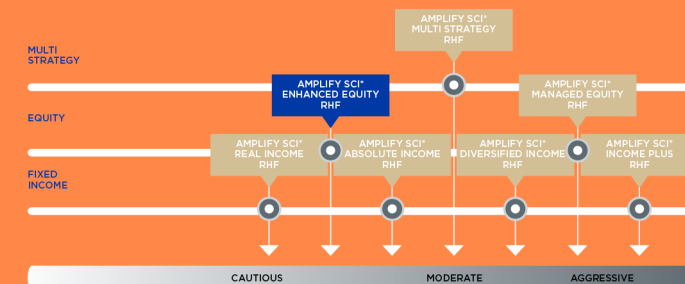 AMPLIFY SCI*
MULTI STRATEGY
RHF
MULTI
STRATEGY
AMPLIFY SCI*
ENHANCED EQUITY
RHF
AMPLIFY SCI*
MANAGED EQUITY
RHF
EQUITY
AMPLIFY SCI*
REAL INCOME
RHF
AMPLIFY SCI*
ABSOLUTE INCOME
RHF
AMPLIFY SCI*
DIVERSIFIED INCOME
RHF
AMPLIFY SCI*
INCOME PLUS
RHF
FIXED
INCOME
CAUTIOUS
MODERATE
AGGRESSIVE